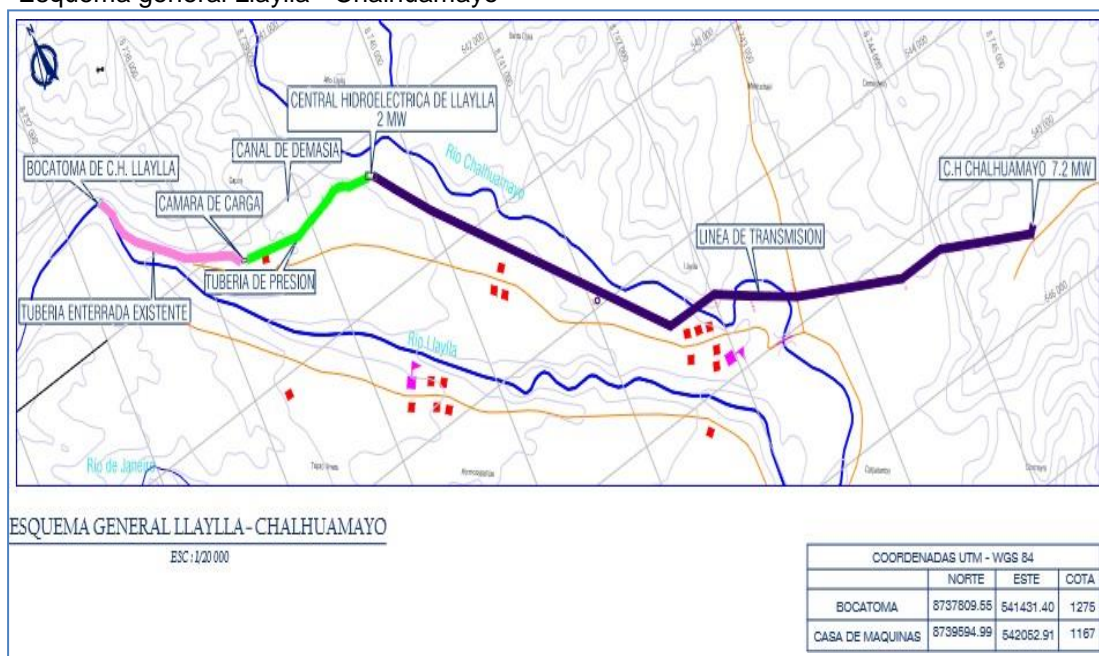 Esquema general Llaylla - Chalhuamayo
N
CENTRAL HIDROELECTRICA DE LLAYLLA
2 MW
CANAL DE DEMASIA
BOCATOMA DE C.H. LLAYLLA
CAMARA DE CARGA
Río Chalhuamayo
C.H CHALHUAMAYO 7.2 MW
LINEA DE TRANSMISION
TUBERIA DE PRESION
TUBERIA ENTERRADA EXISTENTE
Río Llaylla
Río de Janeiro
ESQUEMA GENERAL LLAYLLA - CHALHUAMAYO
ESC : 1/20 000
COORDENADAS UTM - WGS 84
NORTE ESTE COTA
BOCATOMA 8737809.55 541431.40 1275
CASA DE MAQUINAS 8739594.99 542052.91 1167